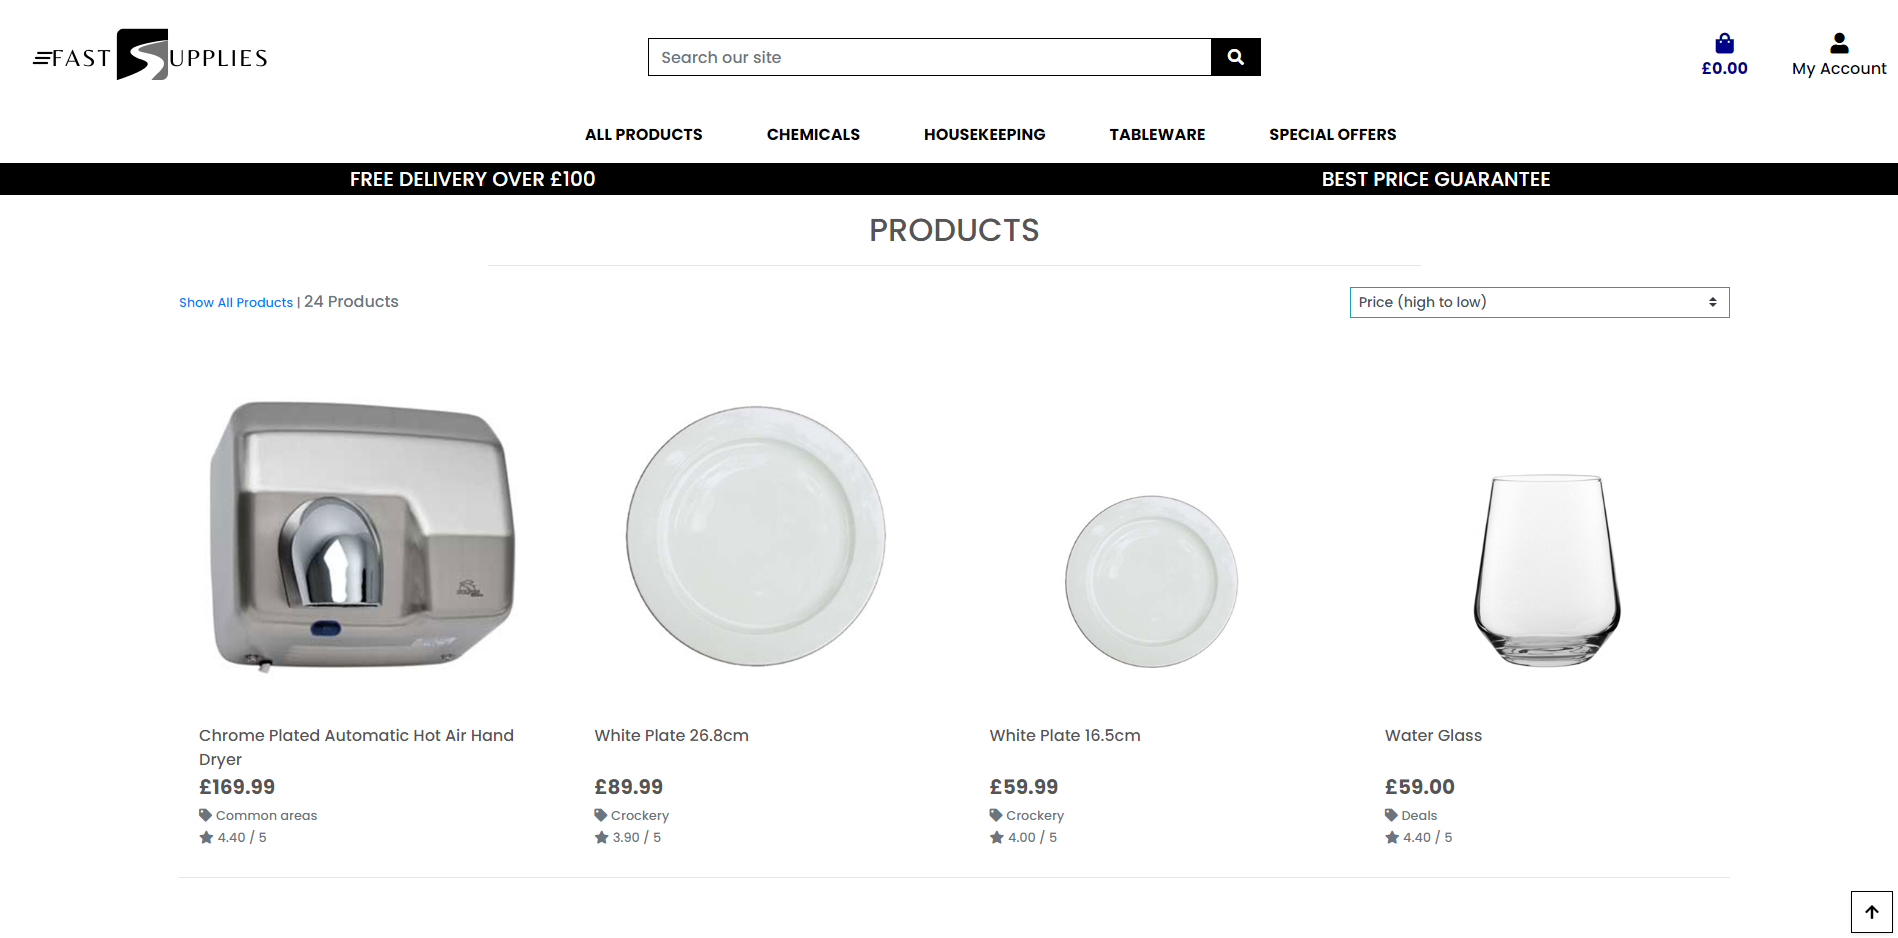 FAST SUPPLIES
Search our site
£0.00
My Account
ALL PRODUCTS
CHEMICALS
HOUSEKEEPING
TABLEWARE
SPECIAL OFFERS
FREE DELIVERY OVER £100
BEST PRICE GUARANTEE
PRODUCTS
Show All Products | 24 Products
Price (high to low)
Chrome Plated Automatic Hot Air Hand
Dryer
£169.99
Common areas
4.40 / 5
White Plate 26.8cm
£89.99
Crockery
3.90 / 5
White Plate 16.5cm
£59.99
Crockery
4.00 / 5
Water Glass
£59.00
Deals
4.40 / 5